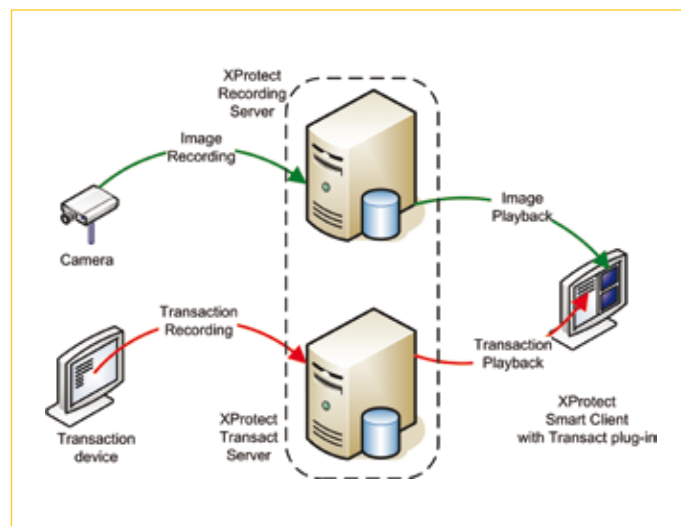 XProtect
Recording
Server
Image
Recording
Image
Playback
Camera
Transaction
Recording
Transaction
Playback
Transaction
device
XProtect
Transact
Server
XProtect
Smart Client
with Transact plug-in